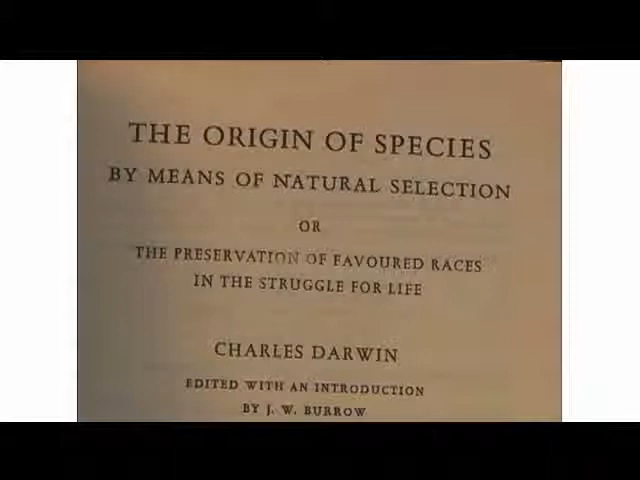 THE ORIGIN OF SPECIES
BY MEANS OF NATURAL SELECTION
OR
THE PRESERVATION OF FAVOURED RACES
IN THE STRUGGLE FOR LIFE
CHARLES DARWIN
EDITED WITH AN INTRODUCTION
BY J. W. BURROW